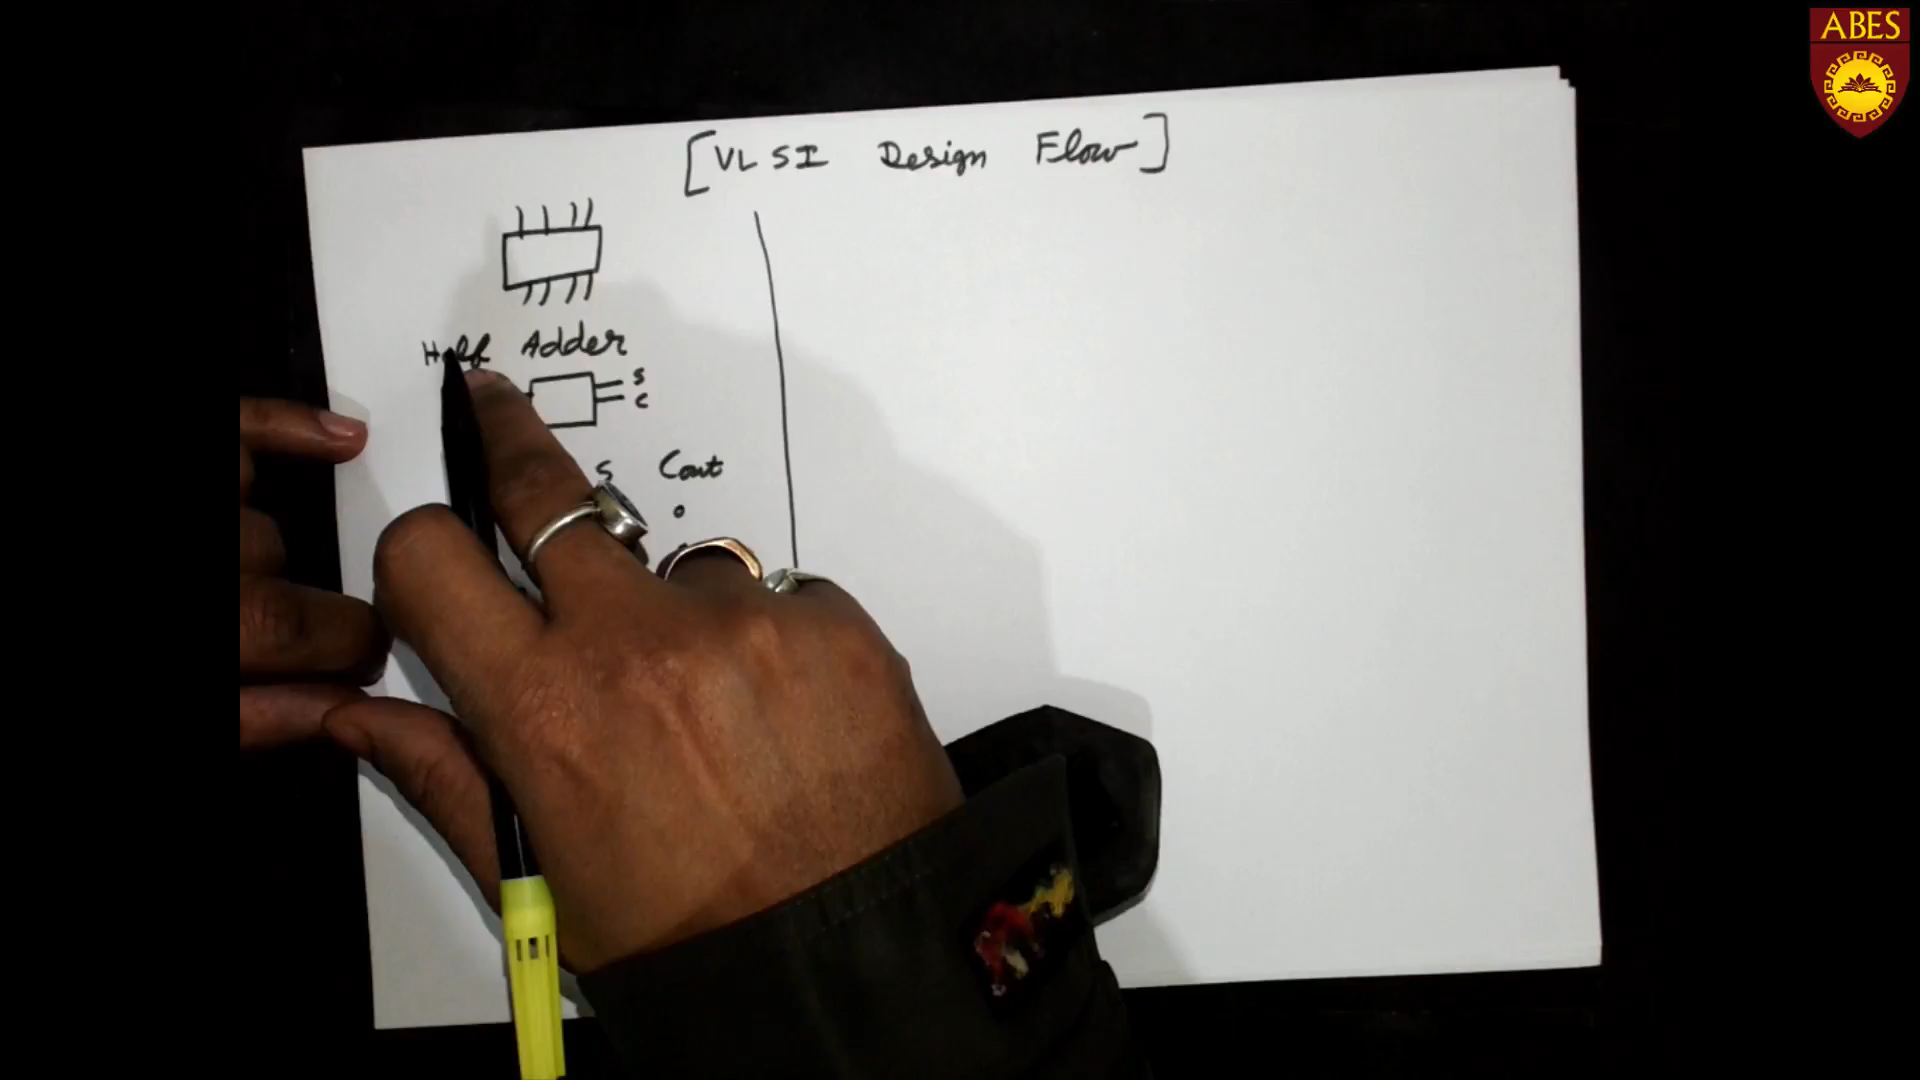 ABES
[VLSI Design Flow]
Half Adder
S
C
S Cout
0